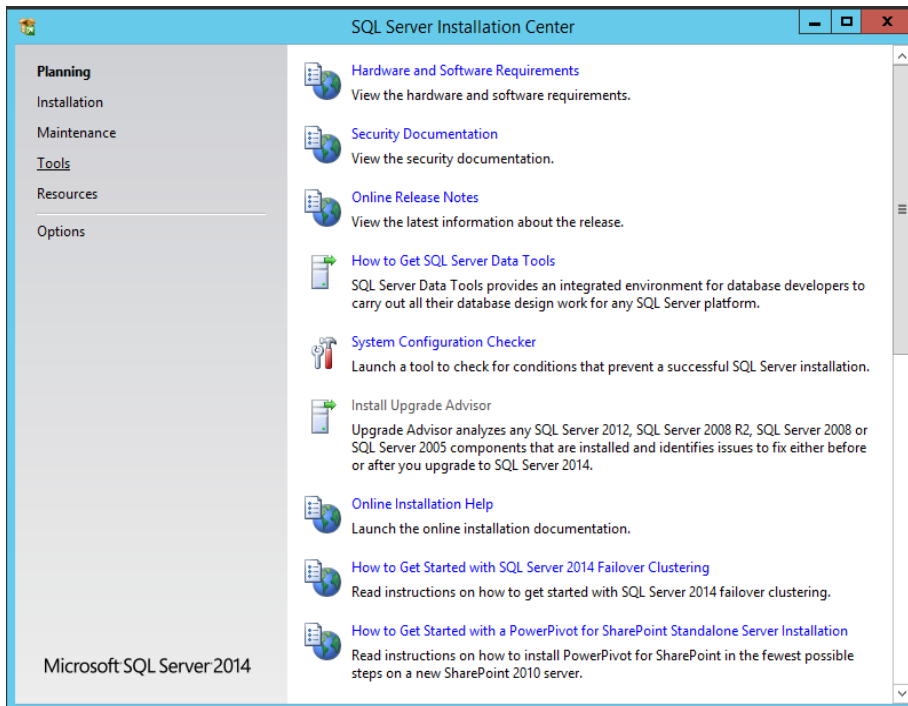 SQL Server Installation Center
Planning
Installation
Maintenance
Tools
Resources
Options
Hardware and Software Requirements
View the hardware and software requirements.
Security Documentation
View the security documentation.
Online Release Notes
View the latest information about the release.
How to Get SQL Server Data Tools
SQL Server Data Tools provides an integrated environment for database developers to
carry out all their database design work for any SQL Server platform.
System Configuration Checker
Launch a tool to check for conditions that prevent a successful SQL Server installation.
Install Upgrade Advisor
Upgrade Advisor analyzes any SQL Server 2012, SQL Server 2008 R2, SQL Server 2008 or
SQL Server 2005 components that are installed and identifies issues to fix either before
or after you upgrade to SQL Server 2014.
Online Installation Help
Launch the online installation documentation.
How to Get Started with SQL Server 2014 Failover Clustering
Read instructions on how to get started with SQL Server 2014 failover clustering.
How to Get Started with a PowerPivot for SharePoint Standalone Server Installation
Read instructions on how to install PowerPivot for SharePoint in the fewest possible
steps on a new SharePoint 2010 server.
Microsoft SQL Server 2014